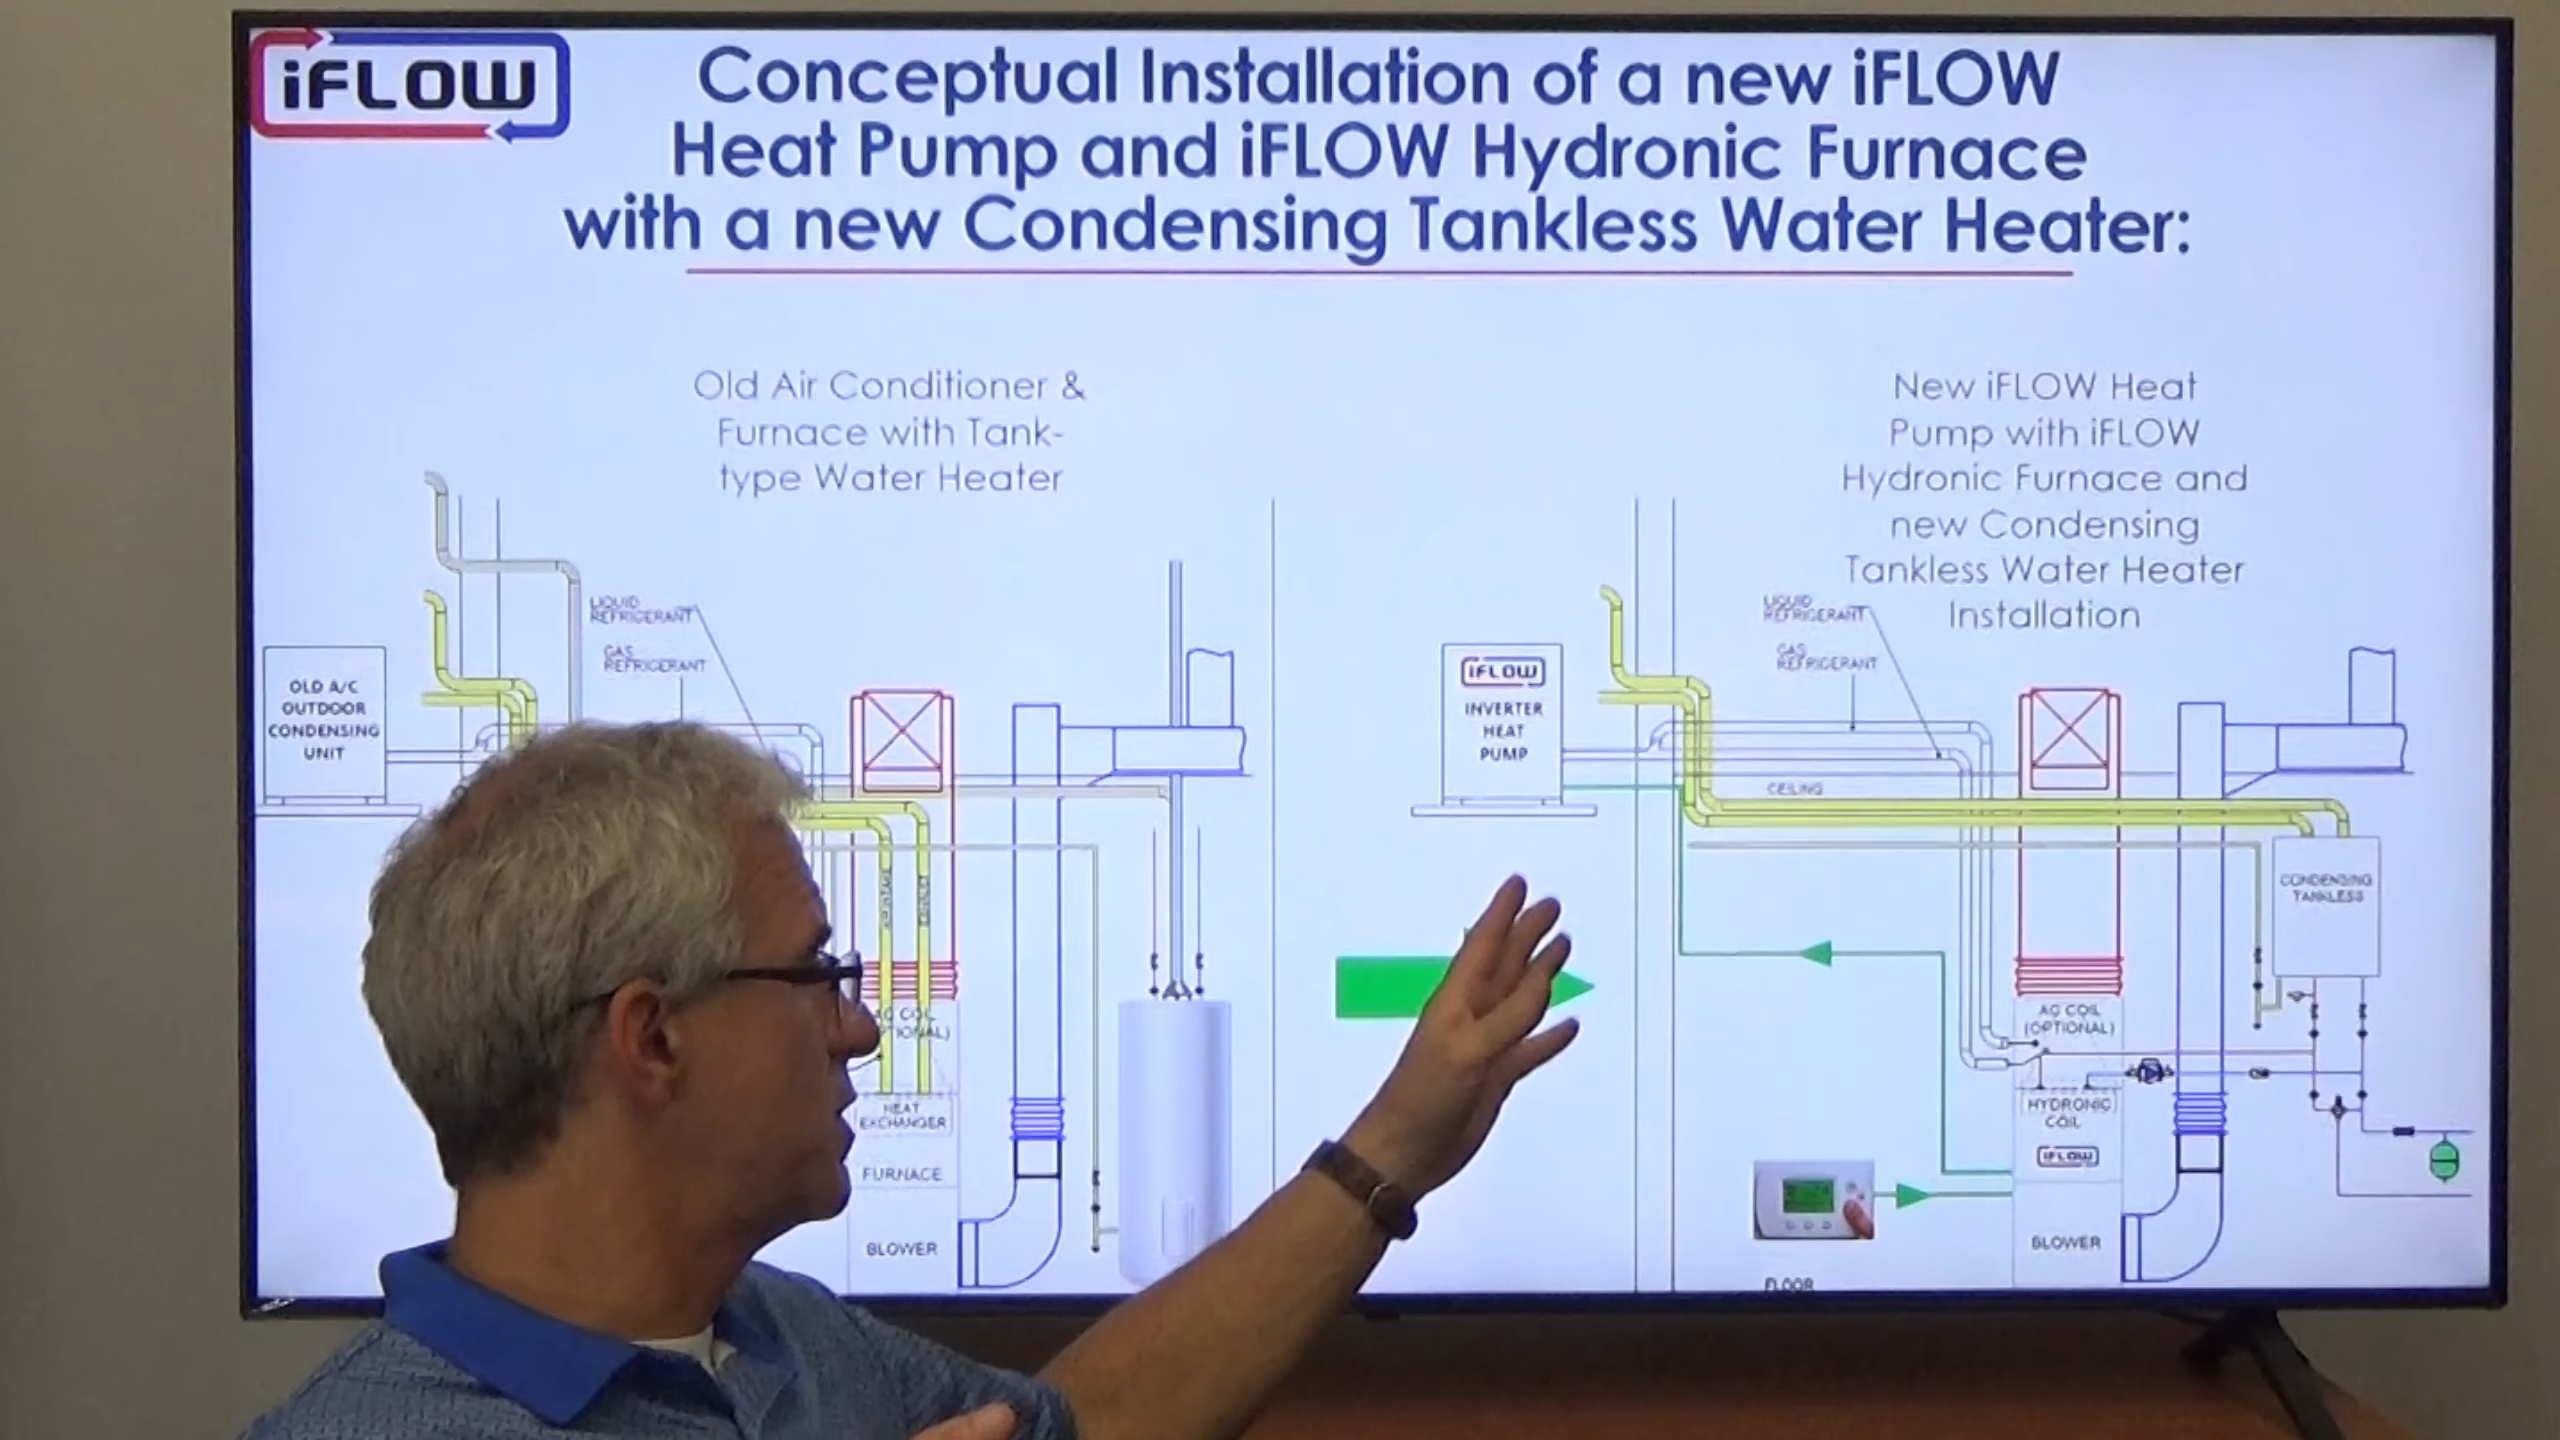 iFLOW
Conceptual Installation of a new iFLOW
Heat Pump and iFLOW Hydronic Furnace
with a new Condensing Tankless Water Heater:
Old Air Conditioner &
Furnace with Tank-
type Water Heater
LIQUID
REFRIGERANT
GAS
REFRIGERANT
OLD A/C
OUTDOOR
CONDENSING
UNIT
HEAT
EXCHANGER
FURNACE
BLOWER
New iFLOW Heat
Pump with iFLOW
Hydronic Furnace and
new Condensing
Tankless Water Heater
Installation
LIQUID
REFRIGERANT
GAS
REFRIGERANT
iFLOW
INVERTER
HEAT
PUMP
CEILING
CONDENSING
TANKLESS
AC COIL
(OPTIONAL)
HYDRONIC
COIL
iFLOW
BLOWER
FLOOR